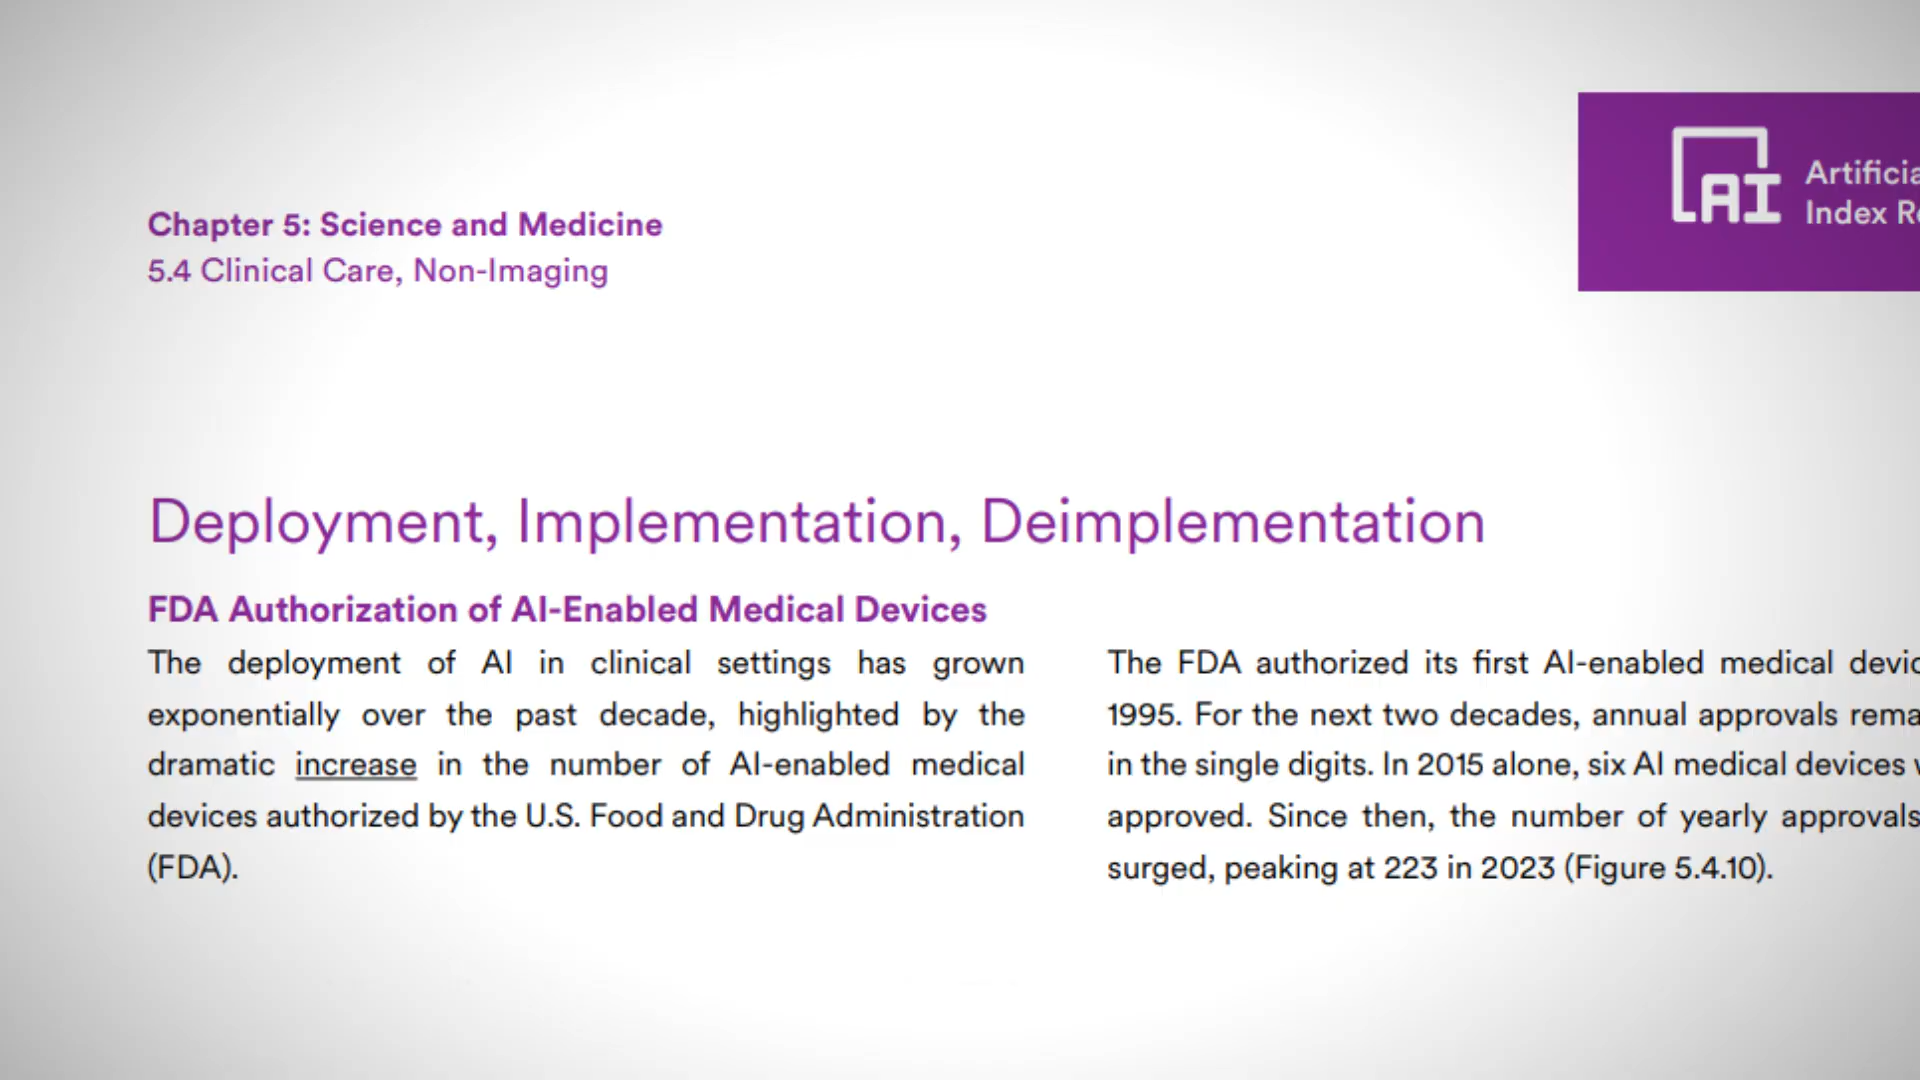 Chapter 5: Science and Medicine
5.4 Clinical Care, Non-Imaging
AI
Index
Deployment, Implementation, Deimplementation
FDA Authorization of AI-Enabled Medical Devices
The deployment of AI in clinical settings has grown
exponentially over the past decade, highlighted by the
dramatic increase in the number of AI-enabled medical
devices authorized by the U.S. Food and Drug Administration
(FDA).
The FDA authorized its first AI-enabled medical
1995. For the next two decades, annual approvals
in the single digits. In 2015 alone, six AI medical devices
approved. Since then, the number of yearly approvals
surged, peaking at 223 in 2023 (Figure 5.4.10).